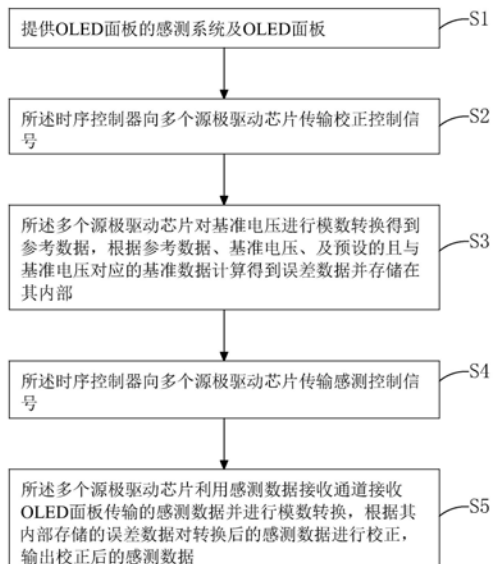 提供OLED面板的感测系统及OLED面板
S1
所述时序控制器向多个源极驱动芯片传输校正控制信
号
S2
所述多个源极驱动芯片对基准电压进行模数转换得到
参考数据，根据参考数据、基准电压、及预设的且与
基准电压对应的基准数据计算得到误差数据并存储在
其内部
S3
所述时序控制器向多个源极驱动芯片传输感测控制信
号
S4
所述多个源极驱动芯片利用感测数据接收通道接收
OLED面板传输的感测数据并进行模数转换，根据其
内部存储的误差数据对转换后的感测数据进行校正，
输出校正后的感测数据
S5